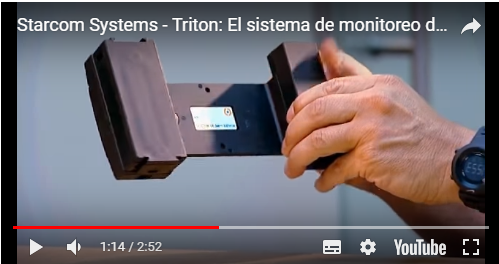 Starcom Systems - Triton: El sistema de monitoreo d...
1:14 / 2:52
YouTube